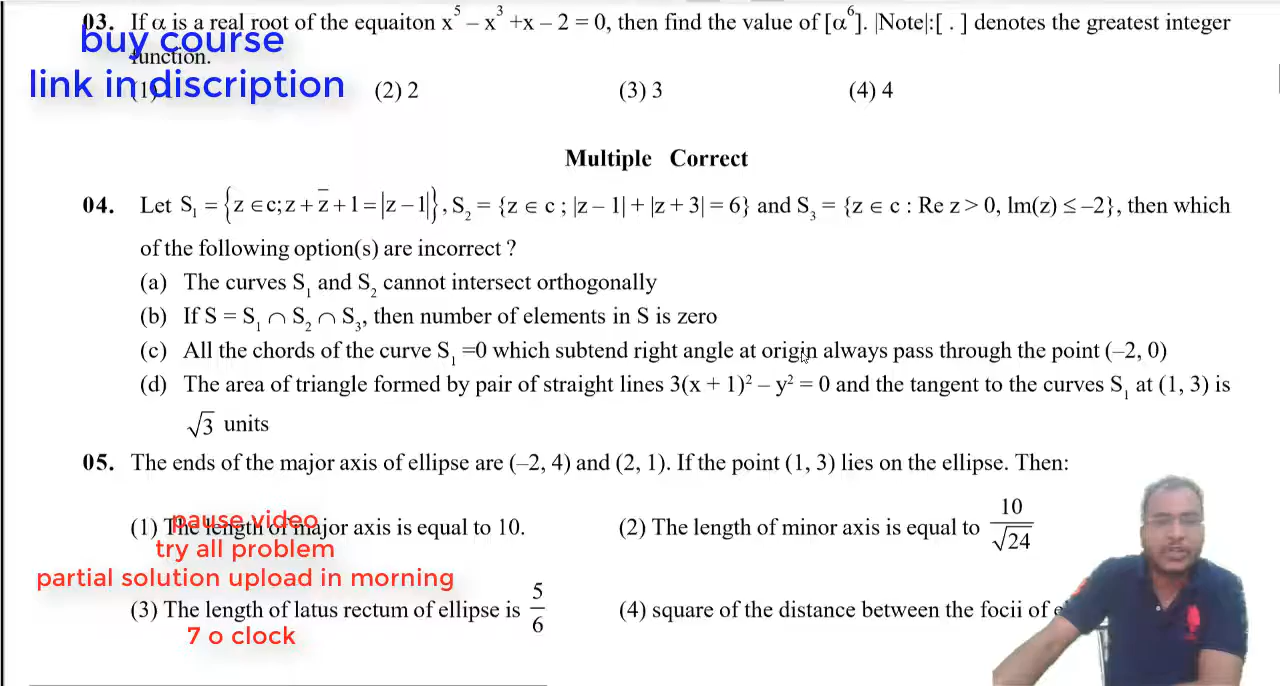 03. If α is a real root of the equaiton x⁵ – x³ +x – 2 = 0, then find the value of [α⁶]. |Note|:[ . ] denotes the greatest integer
buy course
function.
link in discription
(1) (2) 2 (3) 3 (4) 4
Multiple Correct
04. Let S₁ = {z ∈c;z + z̄ +1 = |z –1|}, S₂ = {z ∈ c ; |z – 1| + |z + 3| = 6} and S₃ = {z ∈ c : Re z > 0, lm(z) ≤ –2}, then which
of the following option(s) are incorrect ?
(a) The curves S₁ and S₂ cannot intersect orthogonally
(b) If S = S₁ ∩ S₂ ∩ S₃, then number of elements in S is zero
(c) All the chords of the curve S₁ =0 which subtend right angle at origin always pass through the point (–2, 0)
(d) The area of triangle formed by pair of straight lines 3(x + 1)² – y² = 0 and the tangent to the curves S₁ at (1, 3) is
√3 units
05. The ends of the major axis of ellipse are (–2, 4) and (2, 1). If the point (1, 3) lies on the ellipse. Then:
pause video
(1) The length of major axis is equal to 10. (2) The length of minor axis is equal to 10/√24
try all problem
partial solution upload in morning
(3) The length of latus rectum of ellipse is 5/6 (4) square of the distance between the focii of
7 o clock